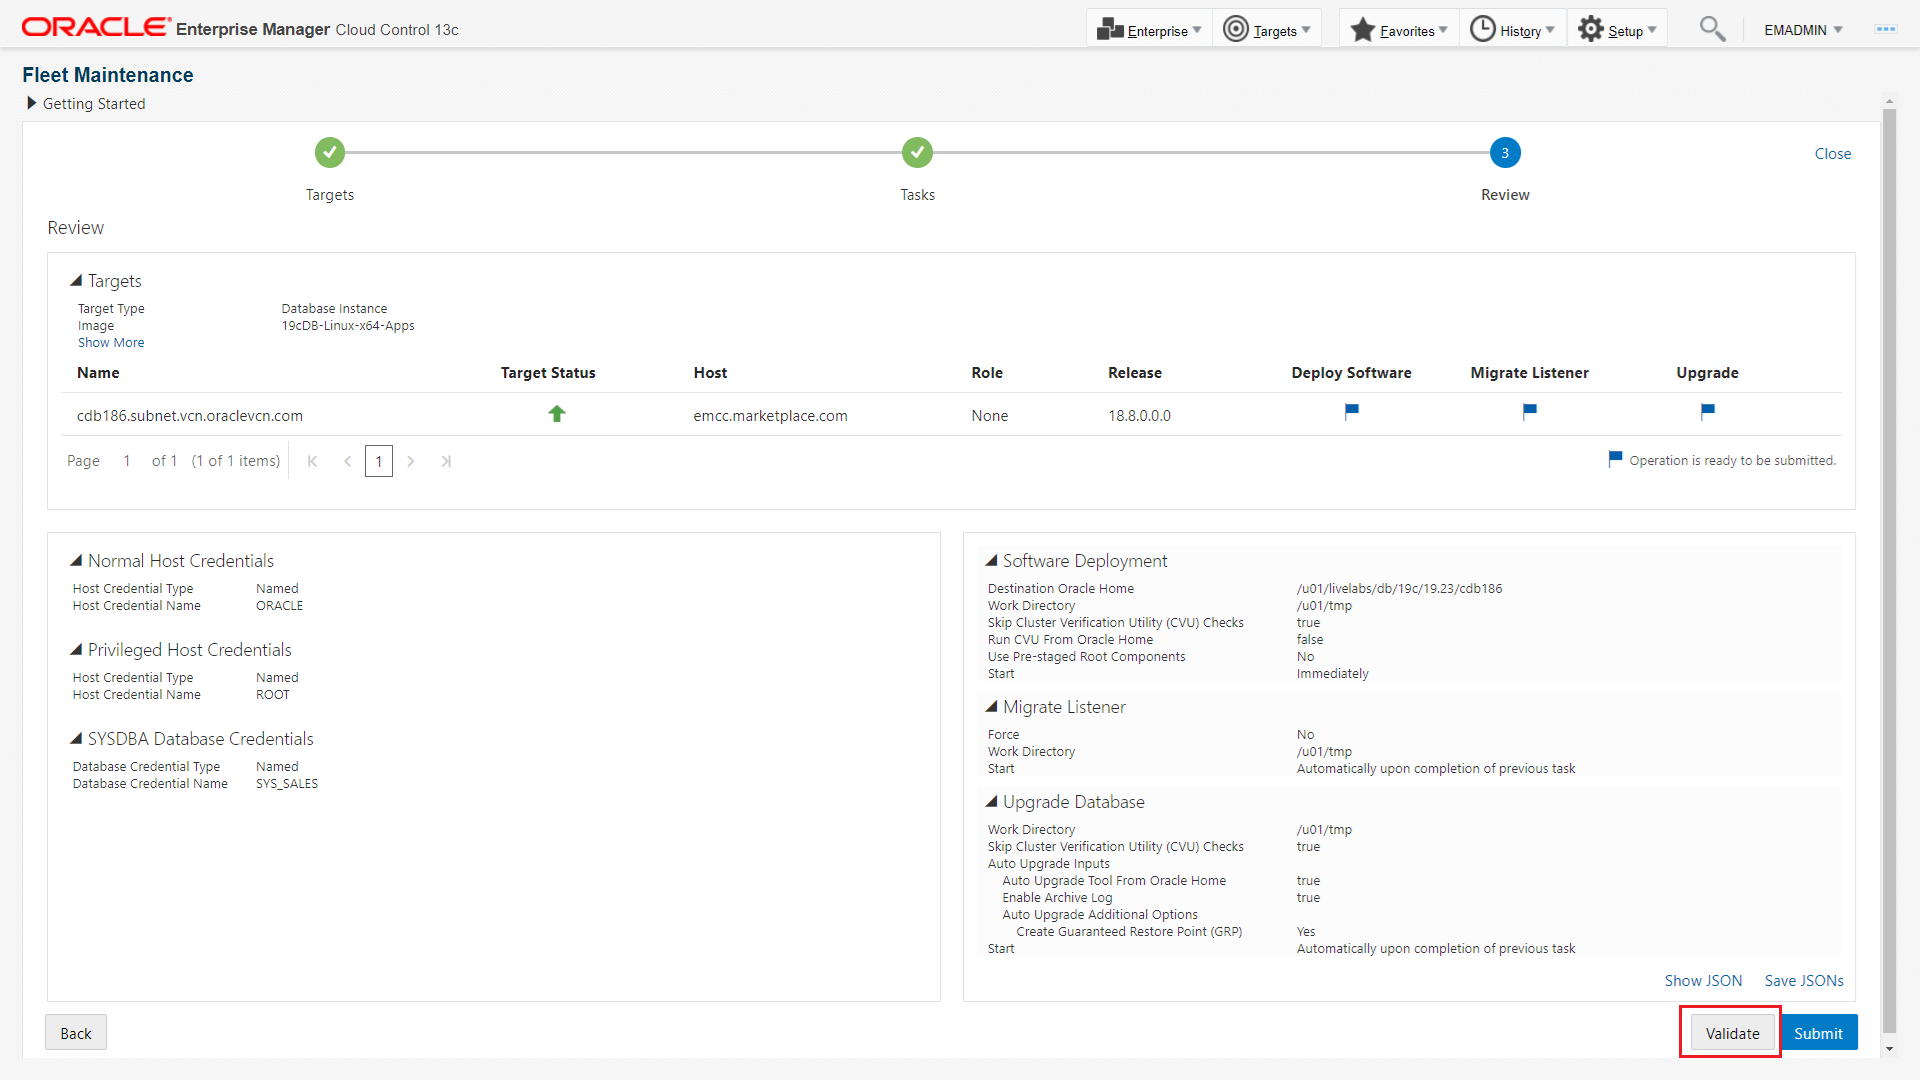 ORACLE Enterprise Manager Cloud Control 13c
Enterprise
Targets
Favorites
History
Setup
EMADMIN
Fleet Maintenance
Getting Started
3
Close
Targets
Tasks
Review
Review
Targets
Target Type Database Instance
Image 19cDB-Linux-x64-Apps
Show More
Name Target Status Host Role Release Deploy Software Migrate Listener Upgrade
cdb186.subnet.vcn.oraclevcn.com emcc.marketplace.com None 18.8.0.0.0
Page 1 of 1 (1 of 1 items) 1
Operation is ready to be submitted.
Normal Host Credentials
Host Credential Type Named
Host Credential Name ORACLE
Privileged Host Credentials
Host Credential Type Named
Host Credential Name ROOT
SYSDBA Database Credentials
Database Credential Type Named
Database Credential Name SYS_SALES
Software Deployment
Destination Oracle Home /u01/livelabs/db/19c/19.23/cdb186
Work Directory /u01/tmp
Skip Cluster Verification Utility (CVU) Checks true
Run CVU From Oracle Home false
Use Pre-staged Root Components No
Start Immediately
Migrate Listener
Force No
Work Directory /u01/tmp
Start Automatically upon completion of previous task
Upgrade Database
Work Directory /u01/tmp
Skip Cluster Verification Utility (CVU) Checks true
Auto Upgrade Inputs
Auto Upgrade Tool From Oracle Home true
Enable Archive Log true
Auto Upgrade Additional Options
Create Guaranteed Restore Point (GRP) Yes
Start Automatically upon completion of previous task
Show JSON Save JSONs
Back
Validate
Submit